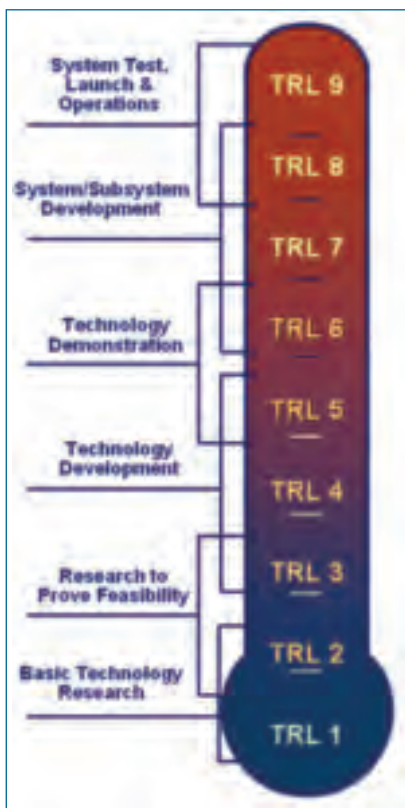 System Test,
Launch &
Operations
System/Subsystem
Development
Technology
Demonstration
Technology
Development
Research to
Prove Feasibility
Basic Technology
Research
TRL 9
TRL 8
TRL 7
TRL 6
TRL 5
TRL 4
TRL 3
TRL 2
TRL 1